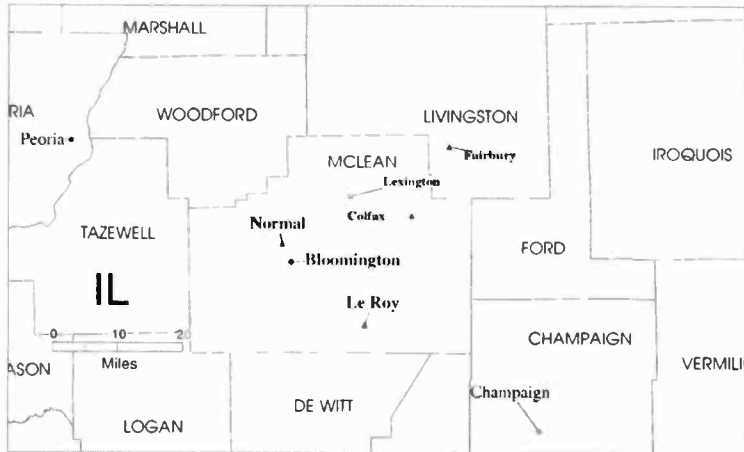 MARSHALL
RIA
WOODFORD
LIVINGSTON
Peoria
MCLEAN
Fairbury
IROQUOIS
Lexington
Colfax
Normal
TAZEWELL
FORD
Bloomington
IL
Le Roy
0 10 20
Miles
CHAMPAIGN
ASON
VERMILI
Champaign
DE WITT
LOGAN